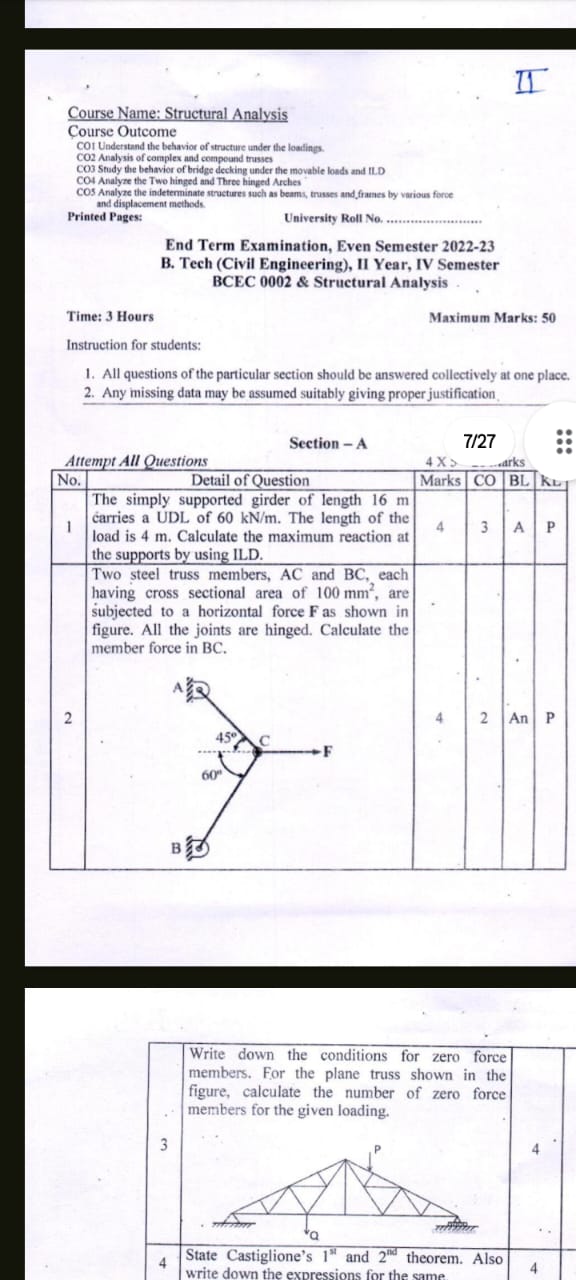 II
Course Name: Structural Analysis
Course Outcome
CO1 Understand the behavior of structure under the loadings.
CO2 Analysis of complex and compound trusses
CO3 Study the behavior of bridge decking under the movable loads and ILD
CO4 Analyze the Two hinged and Three hinged Arches
CO5 Analyze the indeterminate structures such as beams, trusses and frames by various force
and displacement methods.
Printed Pages: University Roll No. ........................
End Term Examination, Even Semester 2022-23
B. Tech (Civil Engineering), II Year, IV Semester
BCEC 0002 & Structural Analysis
Time: 3 Hours Maximum Marks: 50
Instruction for students:
1. All questions of the particular section should be answered collectively at one place.
2. Any missing data may be assumed suitably giving proper justification
Section – A
7/27
Attempt All Questions 4 X 5 marks
No. Detail of Question Marks CO BL KL
The simply supported girder of length 16 m
carries a UDL of 60 kN/m. The length of the
1 load is 4 m. Calculate the maximum reaction at 4 3 A P
the supports by using ILD.
Two steel truss members, AC and BC, each
having cross sectional area of 100 mm², are
subjected to a horizontal force F as shown in
figure. All the joints are hinged. Calculate the
member force in BC.
A
2 4 2 An P
45° C
F
60°
B
Write down the conditions for zero force
members. For the plane truss shown in the
figure, calculate the number of zero force
members for the given loading.
3 4
P
Q
4 State Castiglione's 1st and 2nd theorem. Also 4
write down the expressions for the same.